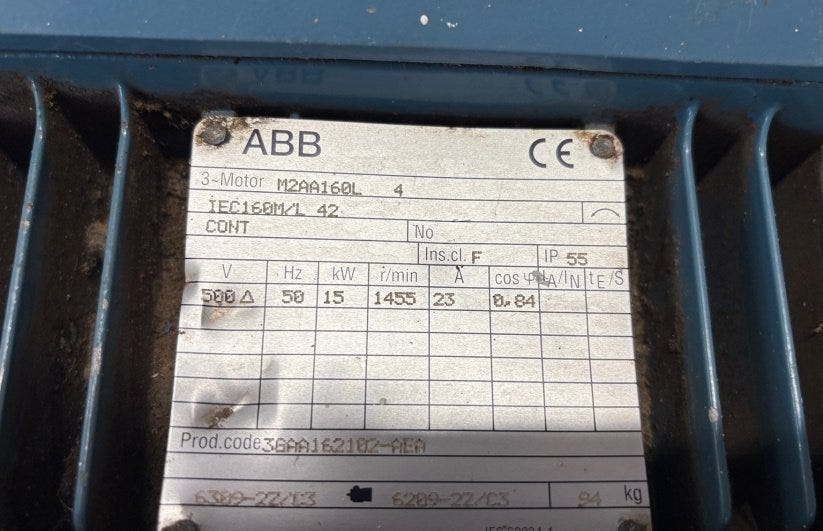 ABB CE
3~Motor M2AA160L 4
IEC160M/L 42
CONT No
Ins.cl. F IP 55
V Hz kW r/min A cos φ IA/IN tE/S
500 Δ 50 15 1455 23 0,84
Prod.code 3GAA162102-AEA
6309-2Z/C3 6209-2Z/C3 94 kg